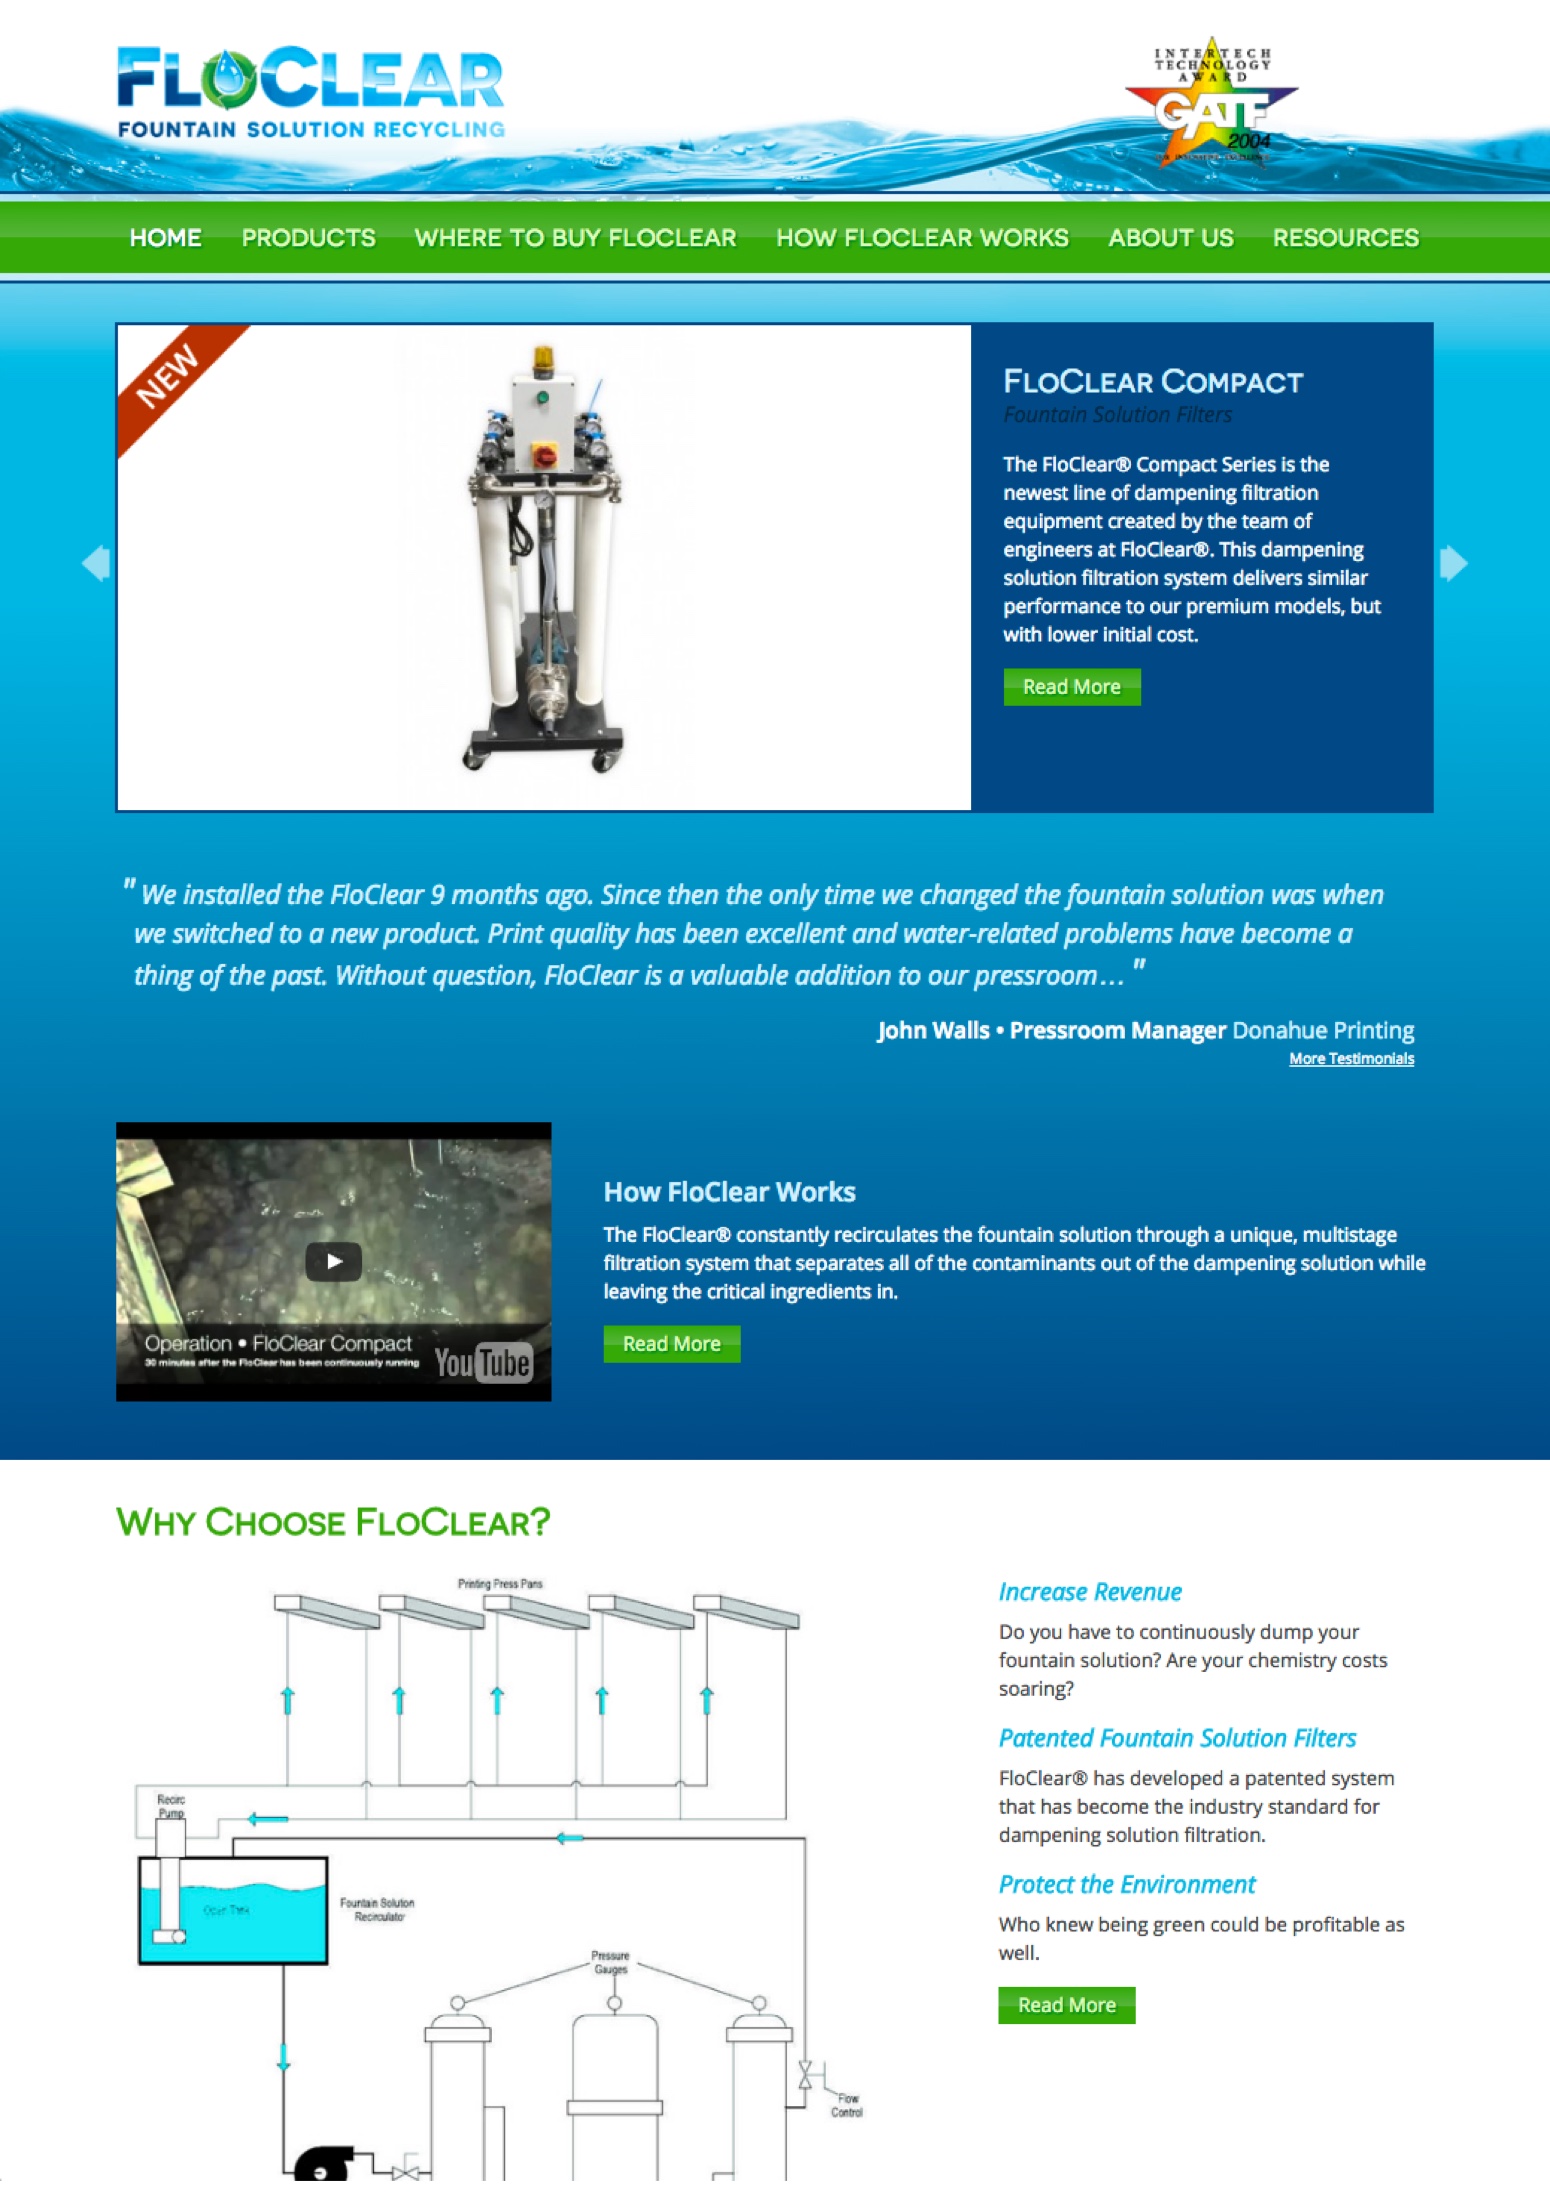 FLOCLEAR
FOUNTAIN SOLUTION RECYCLING
INTERTECH
TECHNOLOGY
AWARD
GATF
2004
HOME PRODUCTS WHERE TO BUY FLOCLEAR HOW FLOCLEAR WORKS ABOUT US RESOURCES
NEW
FLOCLEAR COMPACT
Fountain Solution Filters
The FloClear® Compact Series is the
newest line of dampening filtration
equipment created by the team of
engineers at FloClear®. This dampening
solution filtration system delivers similar
performance to our premium models, but
with lower initial cost.
Read More
" We installed the FloClear 9 months ago. Since then the only time we changed the fountain solution was when
we switched to a new product. Print quality has been excellent and water-related problems have become a
thing of the past. Without question, FloClear is a valuable addition to our pressroom… "
John Walls • Pressroom Manager Donahue Printing
More Testimonials
Operation • FloClear Compact
30 minutes after the FloClear has been continuously running
YouTube
How FloClear Works
The FloClear® constantly recirculates the fountain solution through a unique, multistage
filtration system that separates all of the contaminants out of the dampening solution while
leaving the critical ingredients in.
Read More
WHY CHOOSE FLOCLEAR?
Printing Press Pans
Recirc
Pump
Fountain Solution
Recirculator
Pressure
Gauges
Flow
Control
Increase Revenue
Do you have to continuously dump your
fountain solution? Are your chemistry costs
soaring?
Patented Fountain Solution Filters
FloClear® has developed a patented system
that has become the industry standard for
dampening solution filtration.
Protect the Environment
Who knew being green could be profitable as
well.
Read More